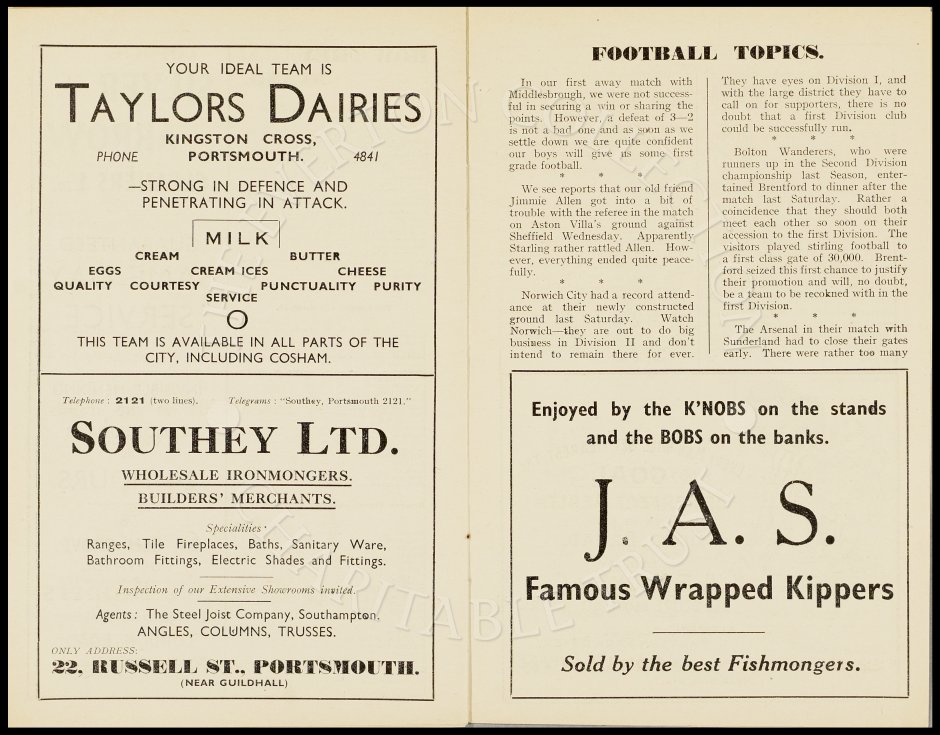 YOUR IDEAL TEAM IS
TAYLORS DAIRIES
KINGSTON CROSS,
PHONE PORTSMOUTH. 4841
—STRONG IN DEFENCE AND
PENETRATING IN ATTACK.
MILK
CREAM BUTTER
EGGS CREAM ICES CHEESE
QUALITY COURTESY PUNCTUALITY PURITY
SERVICE
O
THIS TEAM IS AVAILABLE IN ALL PARTS OF THE
CITY, INCLUDING COSHAM.
Telephone : 2121 (two lines). Telegrams : "Southey, Portsmouth 2121."
SOUTHEY LTD.
WHOLESALE IRONMONGERS.
BUILDERS' MERCHANTS.
Specialities :
Ranges, Tile Fireplaces, Baths, Sanitary Ware,
Bathroom Fittings, Electric Shades and Fittings.
Inspection of our Extensive Showrooms invited.
Agents : The Steel Joist Company, Southampton,
ANGLES, COLUMNS, TRUSSES.
ONLY ADDRESS:
22, RUSSELL ST., PORTSMOUTH.
(NEAR GUILDHALL)
FOOTBALL TOPICS.
In our first away match with
Middlesbrough, we were not success-
ful in securing a win or sharing the
points. However, a defeat of 3—2
is not a bad one and as soon as we
settle down we are quite confident
our boys will give us some first
grade football.
* * *
We see reports that our old friend
Jimmie Allen got into a bit of
trouble with the referee in the match
on Aston Villa's ground against
Sheffield Wednesday. Apparently
Starling rather rattled Allen. How-
ever, everything ended quite peace-
fully.
* * *
Norwich City had a record attend-
ance at their newly constructed
ground last Saturday. Watch
Norwich—they are out to do big
business in Division II and don't
intend to remain there for ever.
They have eyes on Division I, and
with the large district they have to
call on for supporters, there is no
doubt that a first Division club
could be successfully run.
* * *
Bolton Wanderers, who were
runners up in the Second Division
championship last Season, enter-
tained Brentford to dinner after the
match last Saturday. Rather a
coincidence that they should both
meet each other so soon on their
accession to the first Division. The
visitors played stirling football to
a first class gate of 30,000. Brent-
ford seized this first chance to justify
their promotion and will, no doubt,
be a team to be recokned with in the
first Division.
* * *
The Arsenal in their match with
Sunderland had to close their gates
early. There were rather too many
Enjoyed by the K'NOBS on the stands
and the BOBS on the banks.
J. A. S.
Famous Wrapped Kippers
Sold by the best Fishmongers.
CHARITABLE TRUST